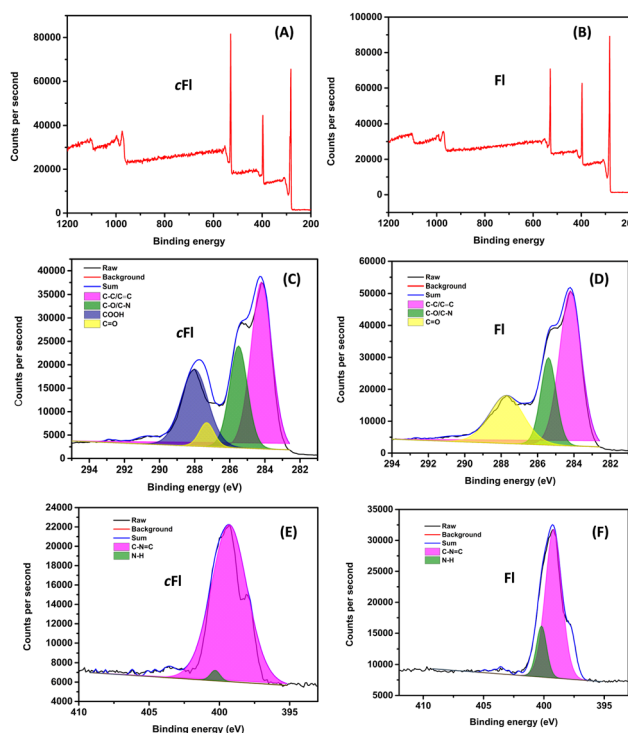 (A)
cFl
Counts per second
80000
60000
40000
20000
0
1200 1000 800 600 400 200
Binding energy
(B)
Fl
Counts per second
100000
80000
60000
40000
20000
0
1200 1000 800 600 400 200
Binding energy
(C)
cFl
Raw
Background
Sum
C-C/C=C
C-O/C-N
COOH
C=O
Counts per second
40000
35000
30000
25000
20000
15000
10000
5000
0
294 290 286 282
Binding energy (eV)
(D)
Fl
Raw
Background
Sum
C-C/C=C
C-O/C-N
C=O
Counts per second
60000
50000
40000
30000
20000
10000
0
294 292 290 288 286 284 282
Binding energy (eV)
(E)
cFl
Raw
Background
Sum
C-N=C
N-H
Counts per second
24000
22000
20000
18000
16000
14000
12000
10000
8000
6000
4000
410 405 400 395
Binding energy (eV)
(F)
Fl
Raw
Background
Sum
C-N=C
N-H
Counts per second
35000
30000
25000
20000
15000
10000
5000
410 405 400 395
Binding energy (eV)